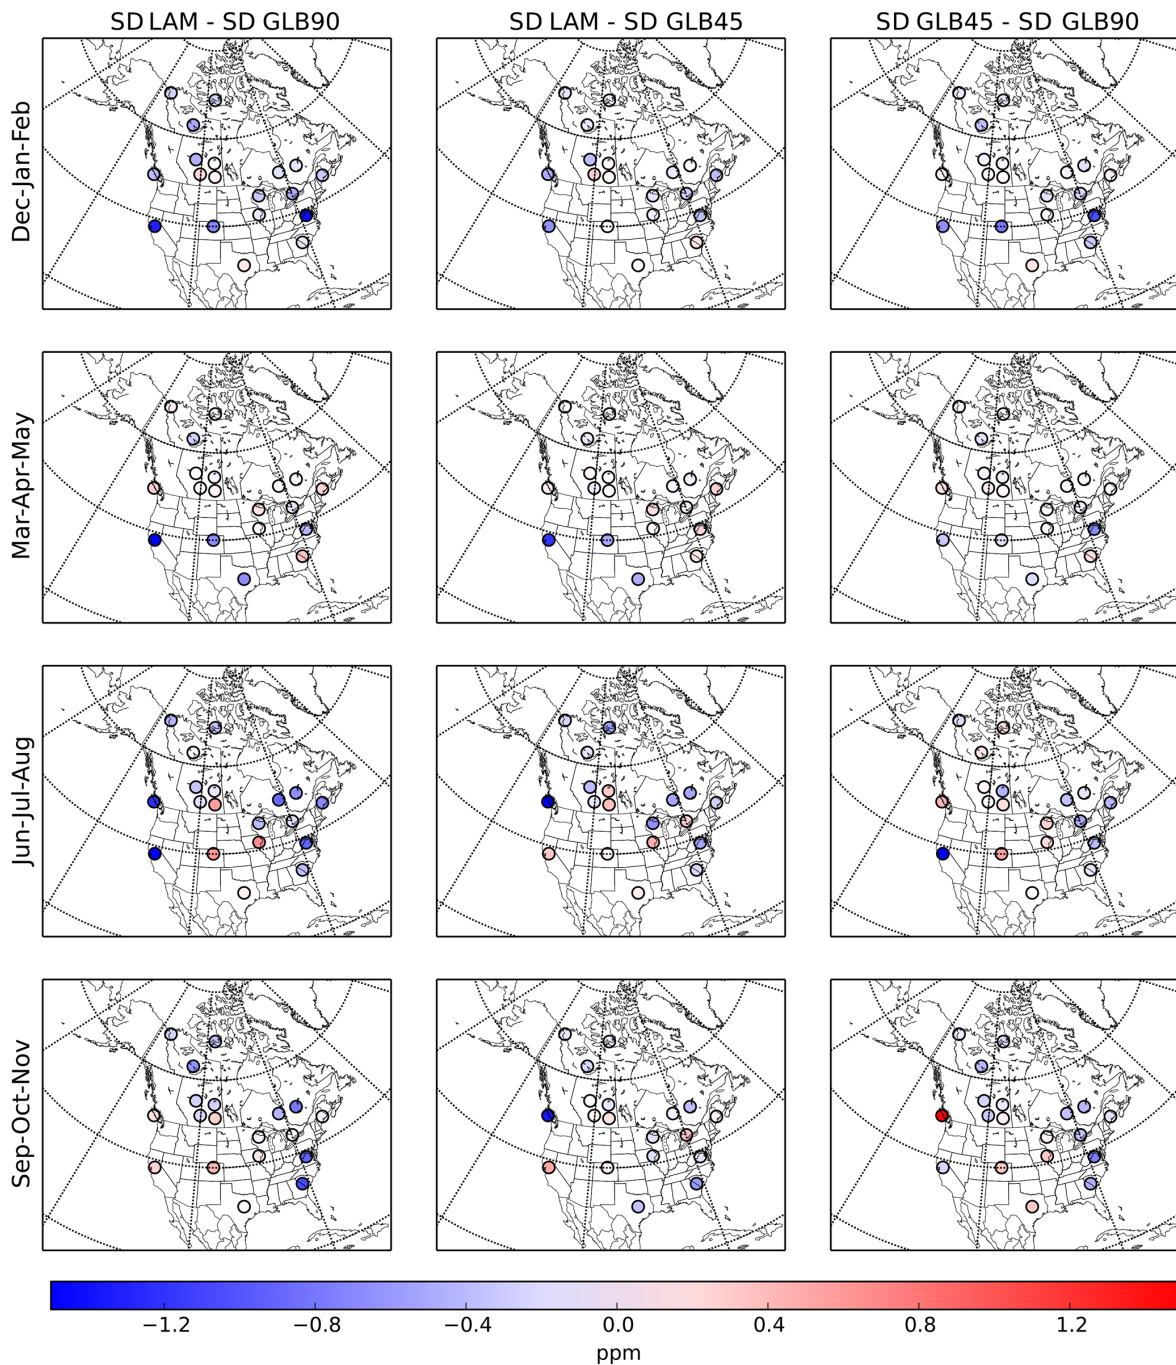 SD LAM - SD GLB90
SD LAM - SD GLB45
SD GLB45 - SD GLB90
Dec-Jan-Feb
Mar-Apr-May
Jun-Jul-Aug
Sep-Oct-Nov
−1.2 −0.8 −0.4 0.0 0.4 0.8 1.2
ppm